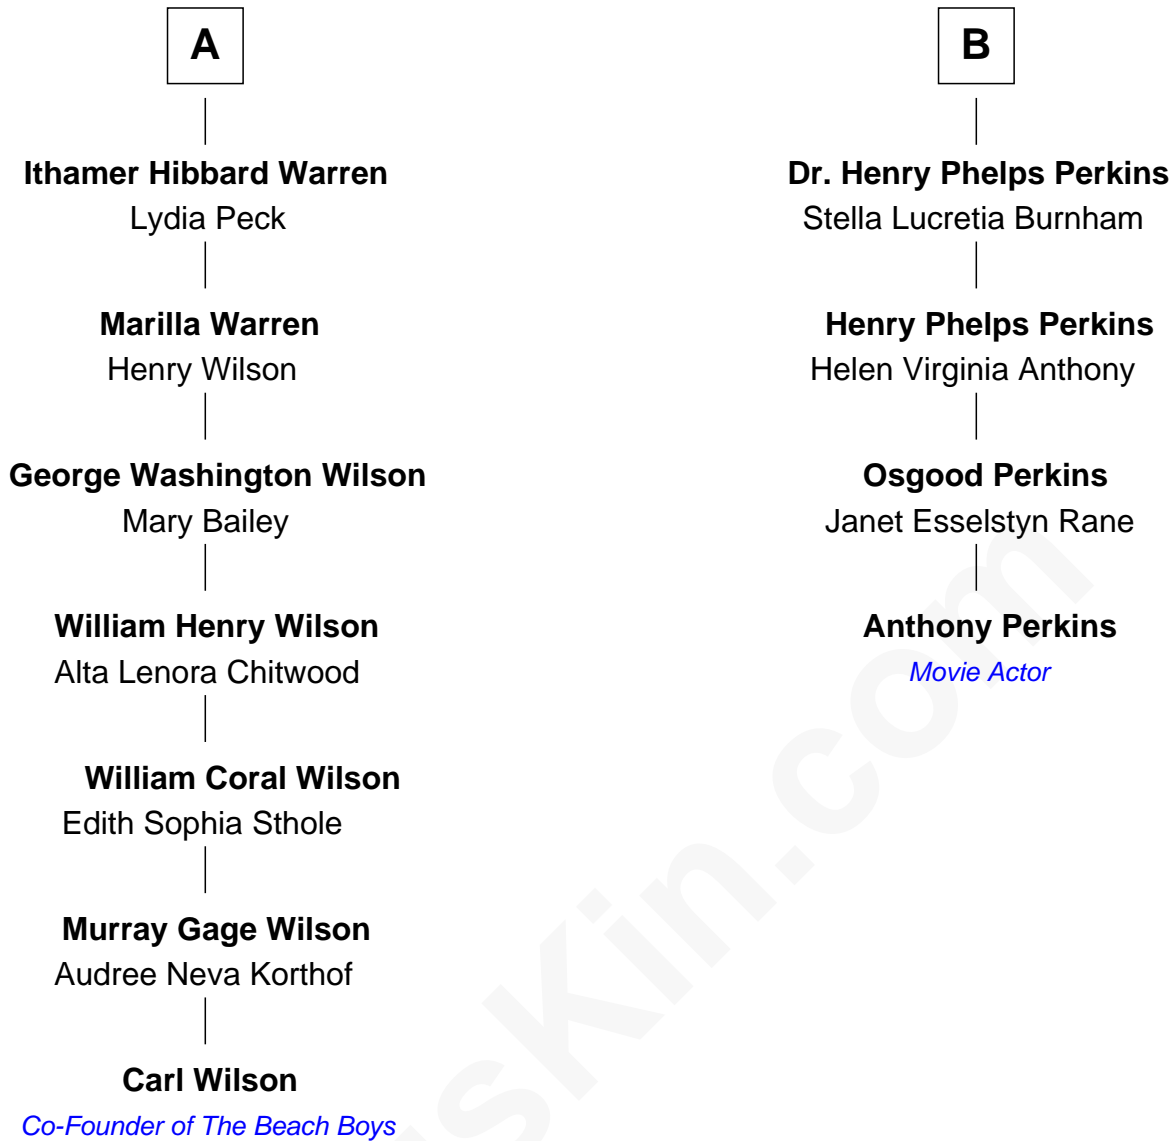 A
Ithamer Hibbard Warren
Lydia Peck
Marilla Warren
Henry Wilson
George Washington Wilson
Mary Bailey
William Henry Wilson
Alta Lenora Chitwood
William Coral Wilson
Edith Sophia Sthole
Murray Gage Wilson
Audree Neva Korthof
Carl Wilson
Co-Founder of The Beach Boys
B
Dr. Henry Phelps Perkins
Stella Lucretia Burnham
Henry Phelps Perkins
Helen Virginia Anthony
Osgood Perkins
Janet Esselstyn Rane
Anthony Perkins
Movie Actor
sKin.com